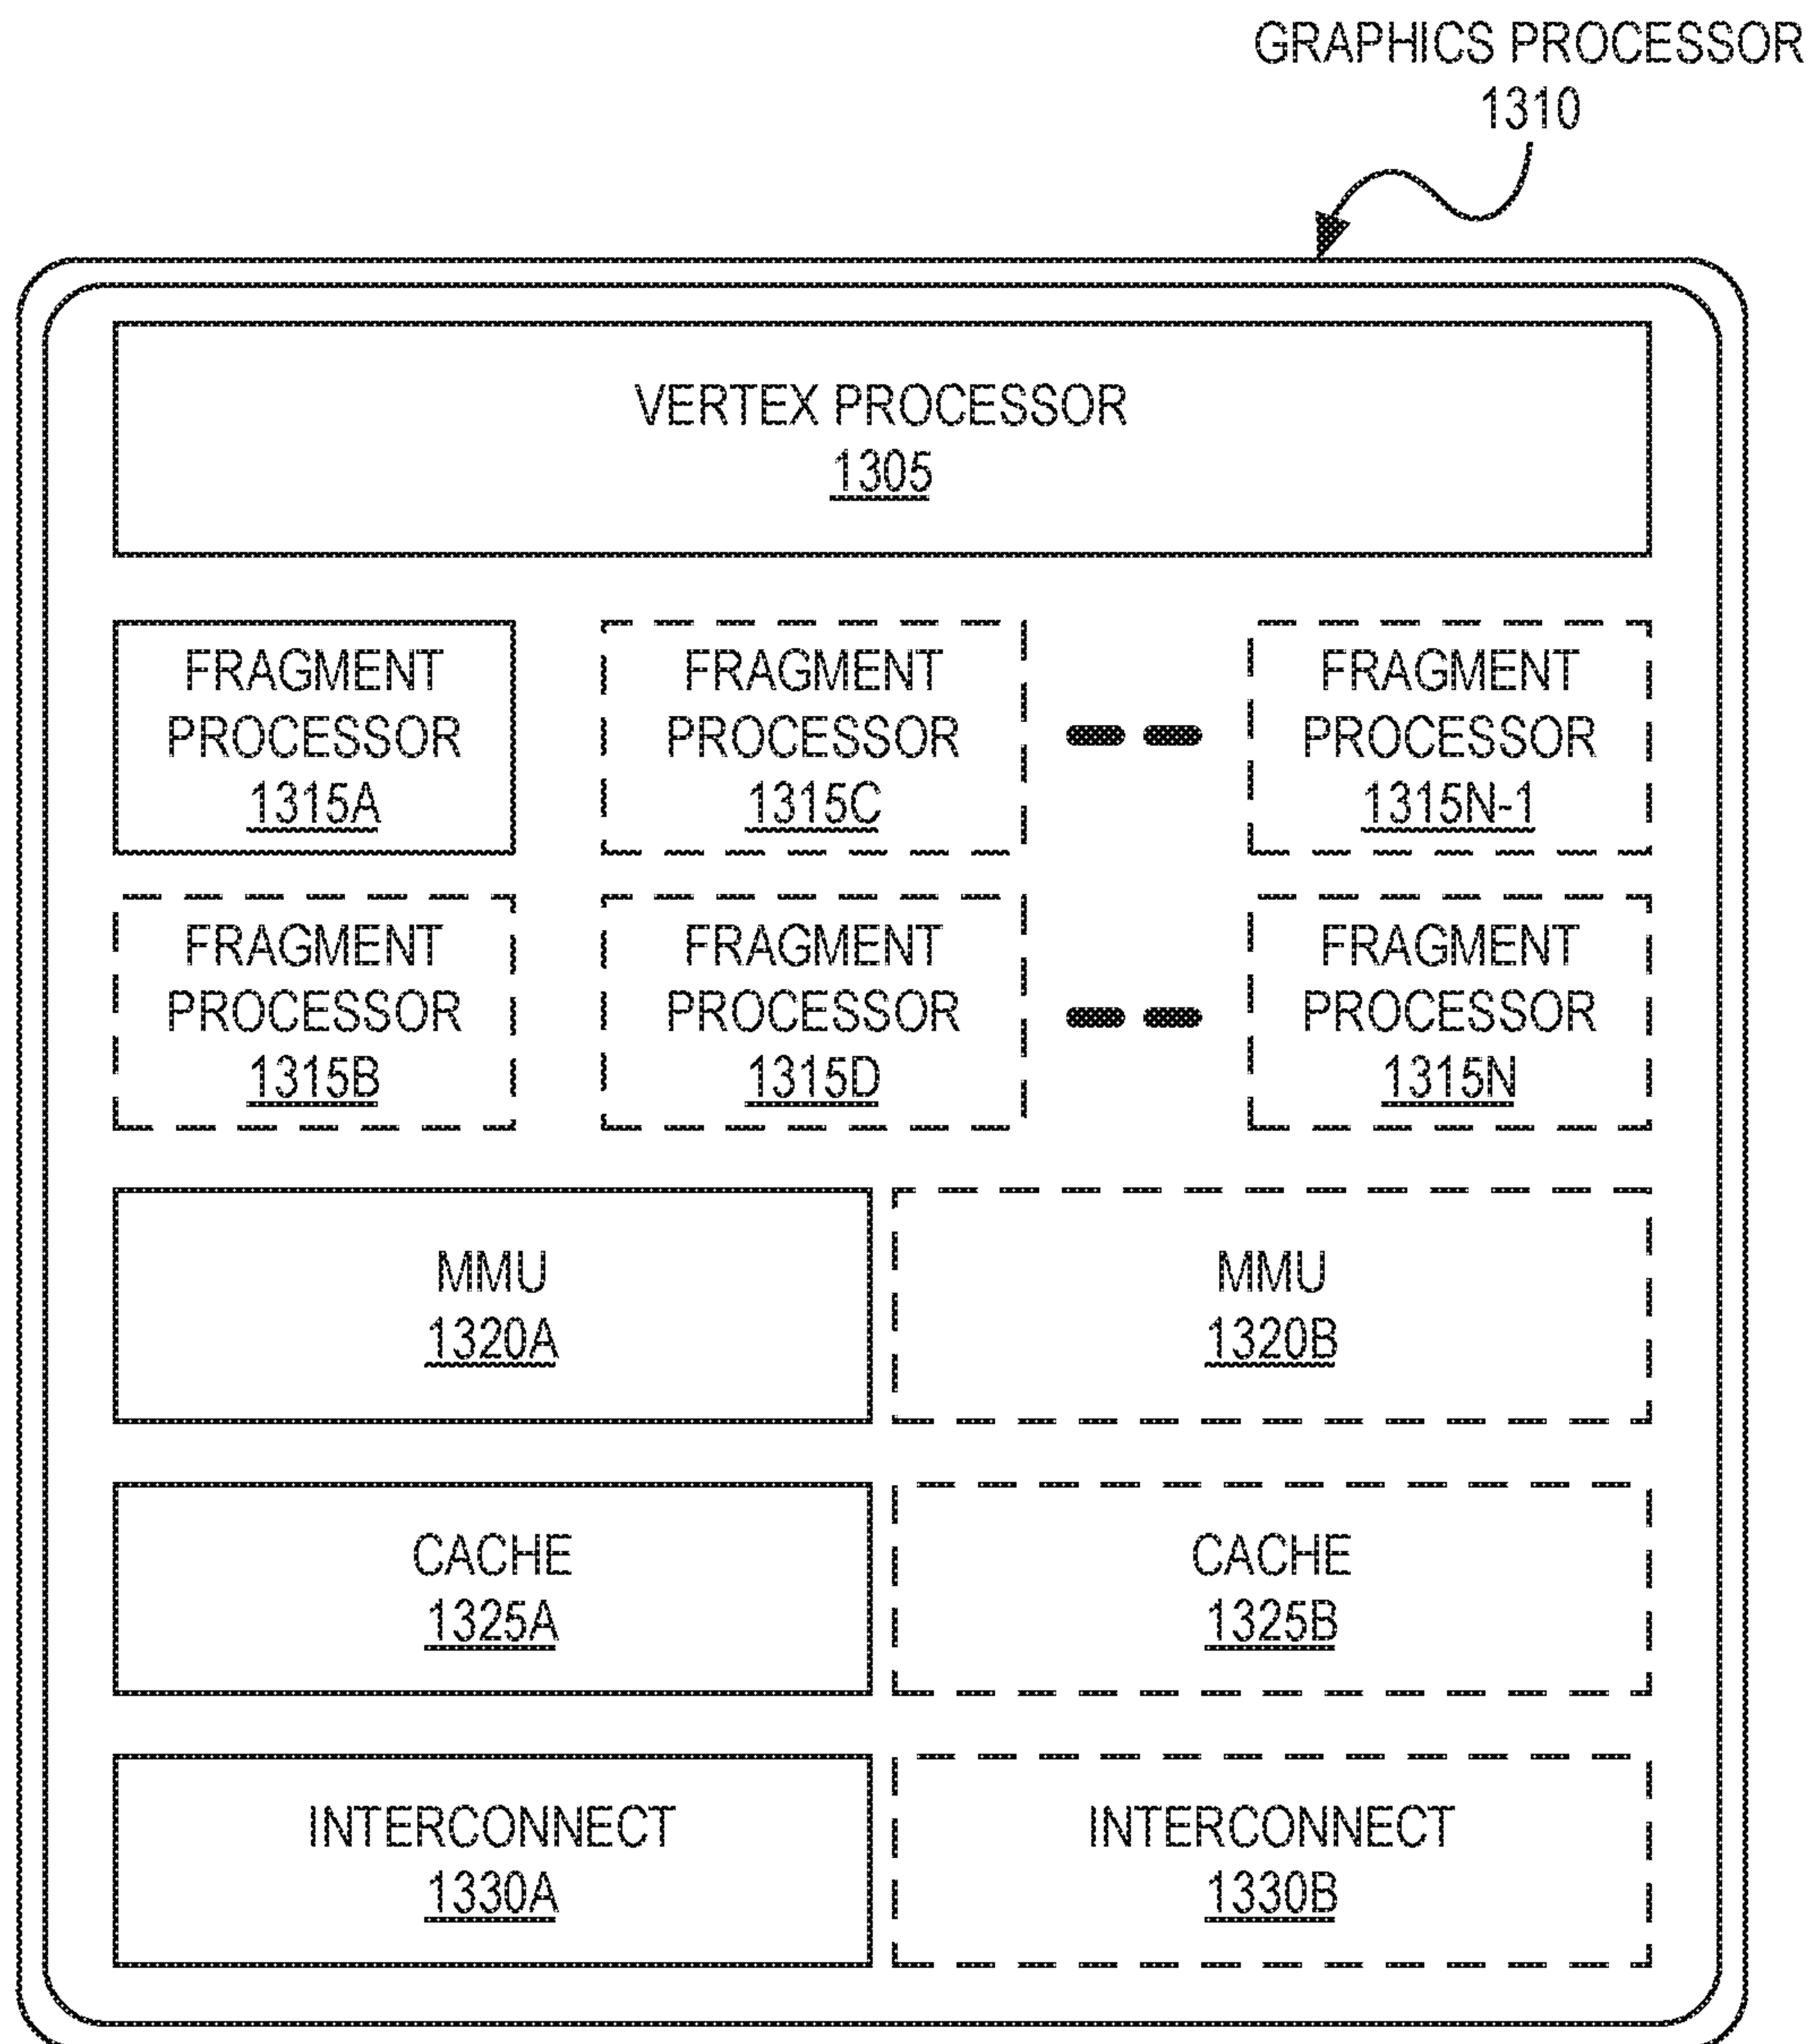 GRAPHICS PROCESSOR
1310
VERTEX PROCESSOR
1305
FRAGMENT
PROCESSOR
1315A
FRAGMENT
PROCESSOR
1315C
FRAGMENT
PROCESSOR
1315N-1
FRAGMENT
PROCESSOR
1315B
FRAGMENT
PROCESSOR
1315D
FRAGMENT
PROCESSOR
1315N
MMU
1320A
MMU
1320B
CACHE
1325A
CACHE
1325B
INTERCONNECT
1330A
INTERCONNECT
1330B